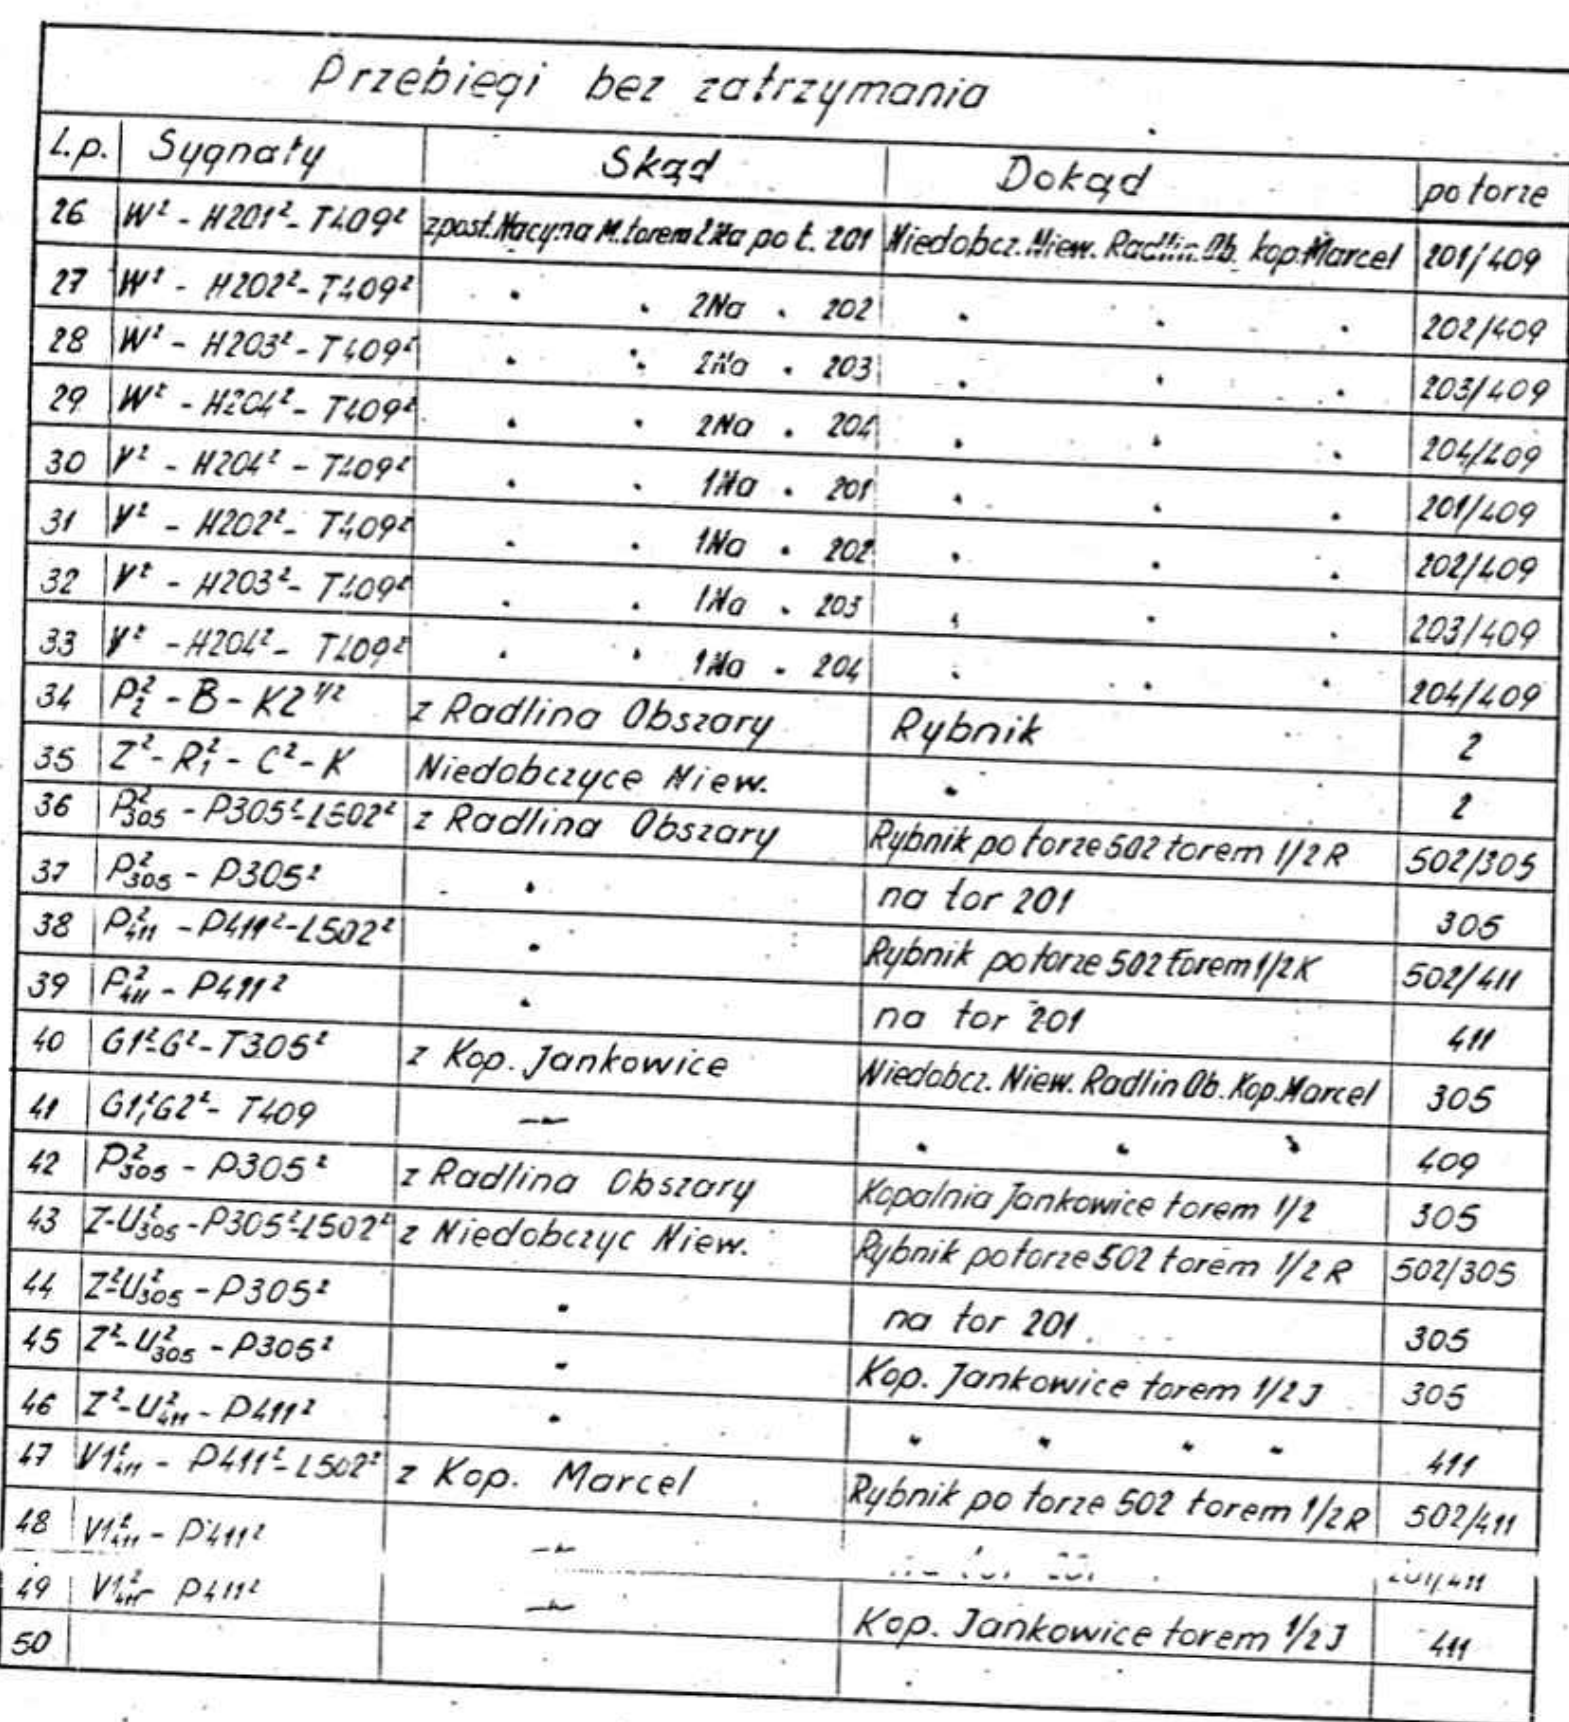 Przebiegi bez zatrzymania
L.p. Sygnały Skąd Dokąd po torze
26 W² - H201² - T409² z post. Nacyna M. torem 2Na po t. 201 Niedobcz. Niew. Radlin Ob. kop. Marcel 201/409
27 W² - H202² - T409² " " 2Na " 202 " " " 202/409
28 W² - H203² - T409² " " 2Na " 203 " " " 203/409
29 W² - H204² - T409² " " 2Na " 204 " " " 204/409
30 V² - H204² - T409² " " 1Na " 201 " " " 201/409
31 V² - H202² - T409² " " 1Na " 202 " " " 202/409
32 V² - H203² - T409² " " 1Na " 203 " " " 203/409
33 V² - H204² - T409² " " 1Na " 204 " " " 204/409
34 P₂² - B - K2 ¹/² z Radlina Obszary Rybnik 2
35 Z² - R₁² - C² - K Niedobczyce Niew. " 2
36 P₃₀₅² - P305² - L502² z Radlina Obszary Rybnik po torze 502 torem 1/2 R 502/305
37 P₃₀₅² - P305² " na tor 201 305
38 P₄₁₁² - P411² - L502² " Rybnik po torze 502 torem 1/2 K 502/411
39 P₄₁₁² - P411² " na tor 201 411
40 G1² - G² - T305² z Kop. Jankowice Niedobcz. Niew. Radlin Ob. Kop. Marcel 305
41 G1₁² G2² - T409 —"— " " " 409
42 P₃₀₅² - P305² z Radlina Obszary Kopalnia Jankowice torem 1/2 305
43 Z - U₃₀₅² - P305² - L502² z Niedobczyc Niew. Rybnik po torze 502 torem 1/2 R 502/305
44 Z² - U₃₀₅² - P305² " na tor 201 305
45 Z² - U₃₀₅² - P305² " Kop. Jankowice torem 1/2 J 305
46 Z² - U₄₁₁² - P411² " " " " " 411
47 V1₄₁₁² - P411² - L502² z Kop. Marcel Rybnik po torze 502 torem 1/2 R 502/411
48 V1₄₁₁² - P411² —"—
49 V1₄₁₁² - P411² —"— Kop. Jankowice torem 1/2 J 411
50